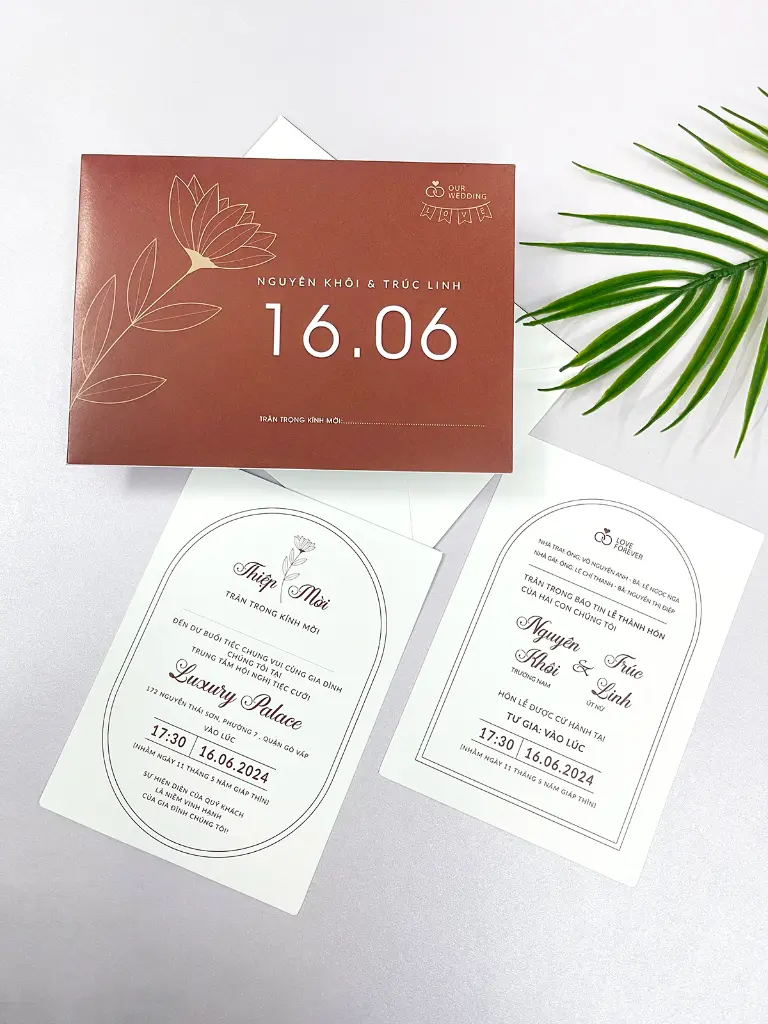 OUR
WEDDING
LOVE
NGUYÊN KHÔI & TRÚC LINH
16.06
TRÂN TRỌNG KÍNH MỜI:
Thiệp Mời
TRÂN TRỌNG KÍNH MỜI
ĐẾN DỰ BUỔI TIỆC CHUNG VUI CÙNG GIA ĐÌNH
CHÚNG TÔI TẠI
TRUNG TÂM HỘI NGHỊ TIỆC CƯỚI
Luxury Palace
172 NGUYỄN THÁI SƠN, PHƯỜNG 7 , QUẬN GÒ VẤP
VÀO LÚC
17:30 16.06.2024
(NHẰM NGÀY 11 THÁNG 5 NĂM GIÁP THÌN)
SỰ HIỆN DIỆN CỦA QUÝ KHÁCH
LÀ NIỀM VINH HẠNH
CỦA GIA ĐÌNH CHÚNG TÔI!!
LOVE
FOREVER
NHÀ TRAI: ÔNG. VÕ NGUYÊN ANH - BÀ: LÊ NGỌC NGA
NHÀ GÁI: ÔNG. LÊ CHÍ THANH - BÀ: NGUYỄN THỊ DIỆP
TRÂN TRỌNG BÁO TIN LỄ THÀNH HÔN
CỦA HAI CON CHÚNG TÔI
Nguyên
Khôi
TRƯỞNG NAM
&
Trúc
Linh
ÚT NỮ
HÔN LỄ ĐƯỢC CỬ HÀNH TẠI
TƯ GIA: VÀO LÚC
17:30 16.06.2024
(NHẰM NGÀY 11 THÁNG 5 NĂM GIÁP THÌN)